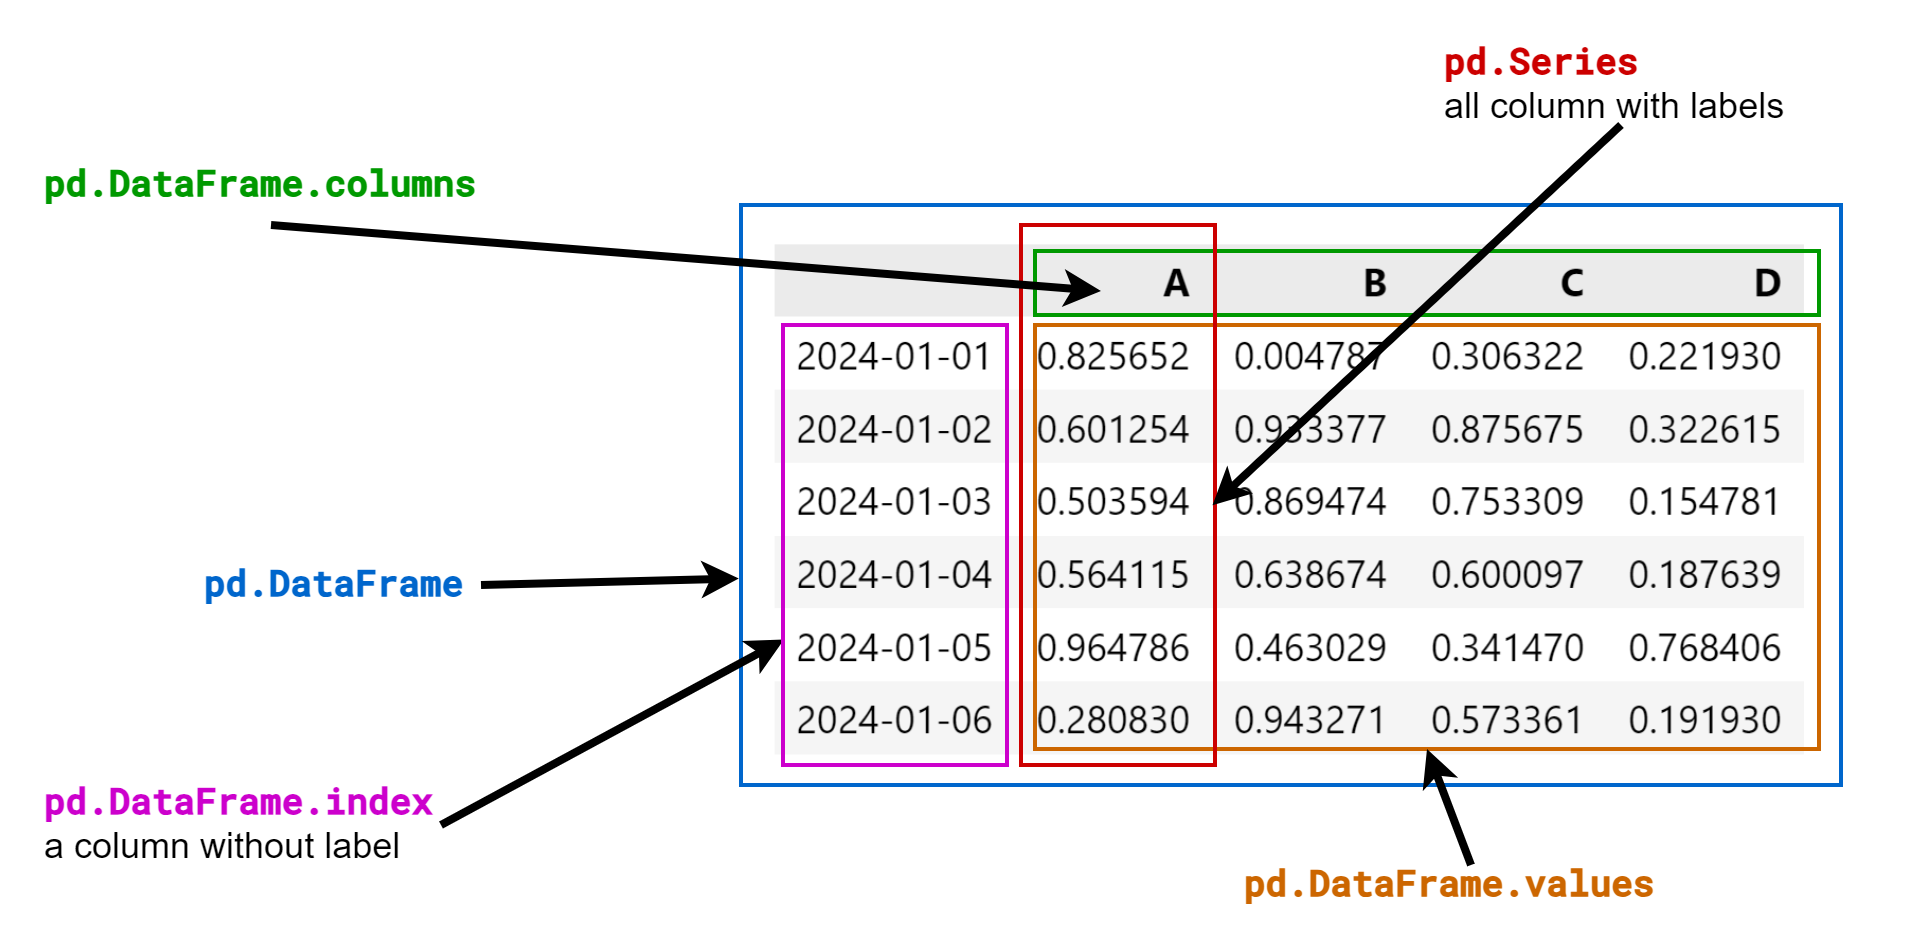 pd.Series
all column with labels
pd.DataFrame.columns
A B C D
2024-01-01 0.825652 0.004787 0.306322 0.221930
2024-01-02 0.601254 0.933377 0.875675 0.322615
2024-01-03 0.503594 0.869474 0.753309 0.154781
2024-01-04 0.564115 0.638674 0.600097 0.187639
2024-01-05 0.964786 0.463029 0.341470 0.768406
2024-01-06 0.280830 0.943271 0.573361 0.191930
pd.DataFrame
pd.DataFrame.index
a column without label
pd.DataFrame.values